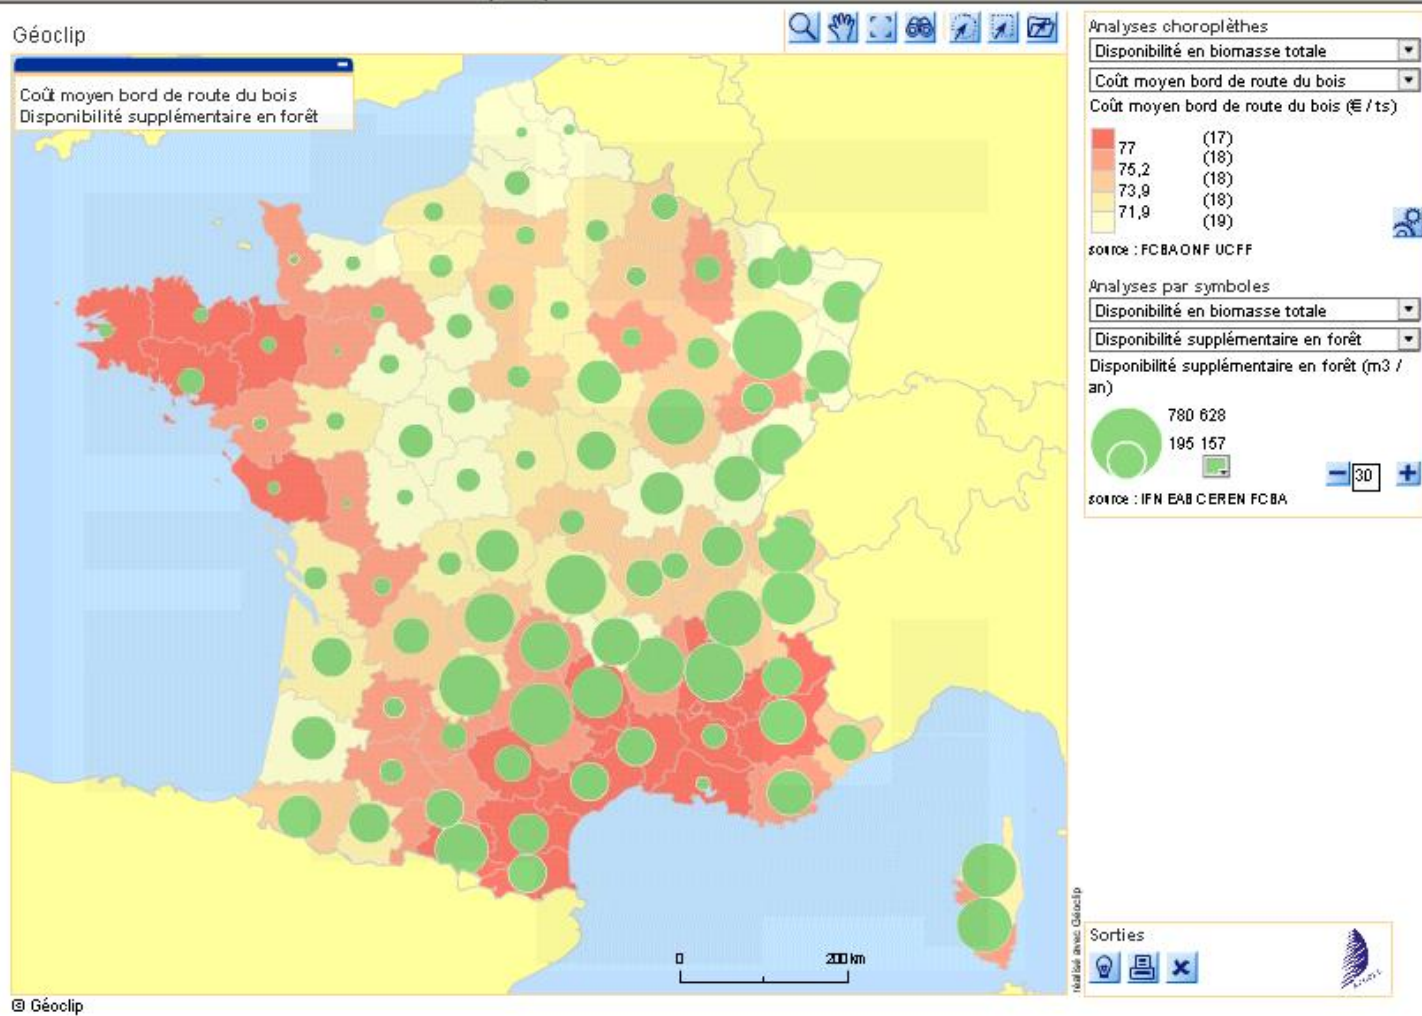 Géoclip
Coût moyen bord de route du bois
Disponibilité supplémentaire en forêt
Analyses choroplèthes
Disponibilité en biomasse totale
Coût moyen bord de route du bois
Coût moyen bord de route du bois (€ / ts)
(17)
77
(18)
75,2
(18)
73,9
(18)
71,9
(19)
source : FCBA ONF UCFF
Analyses par symboles
Disponibilité en biomasse totale
Disponibilité supplémentaire en forêt
Disponibilité supplémentaire en forêt (m3 /
an)
780 628
195 157
30
source : IFN EAB CEREN FCBA
0
200 km
réalisé avec Géoclip
Sorties
© Géoclip